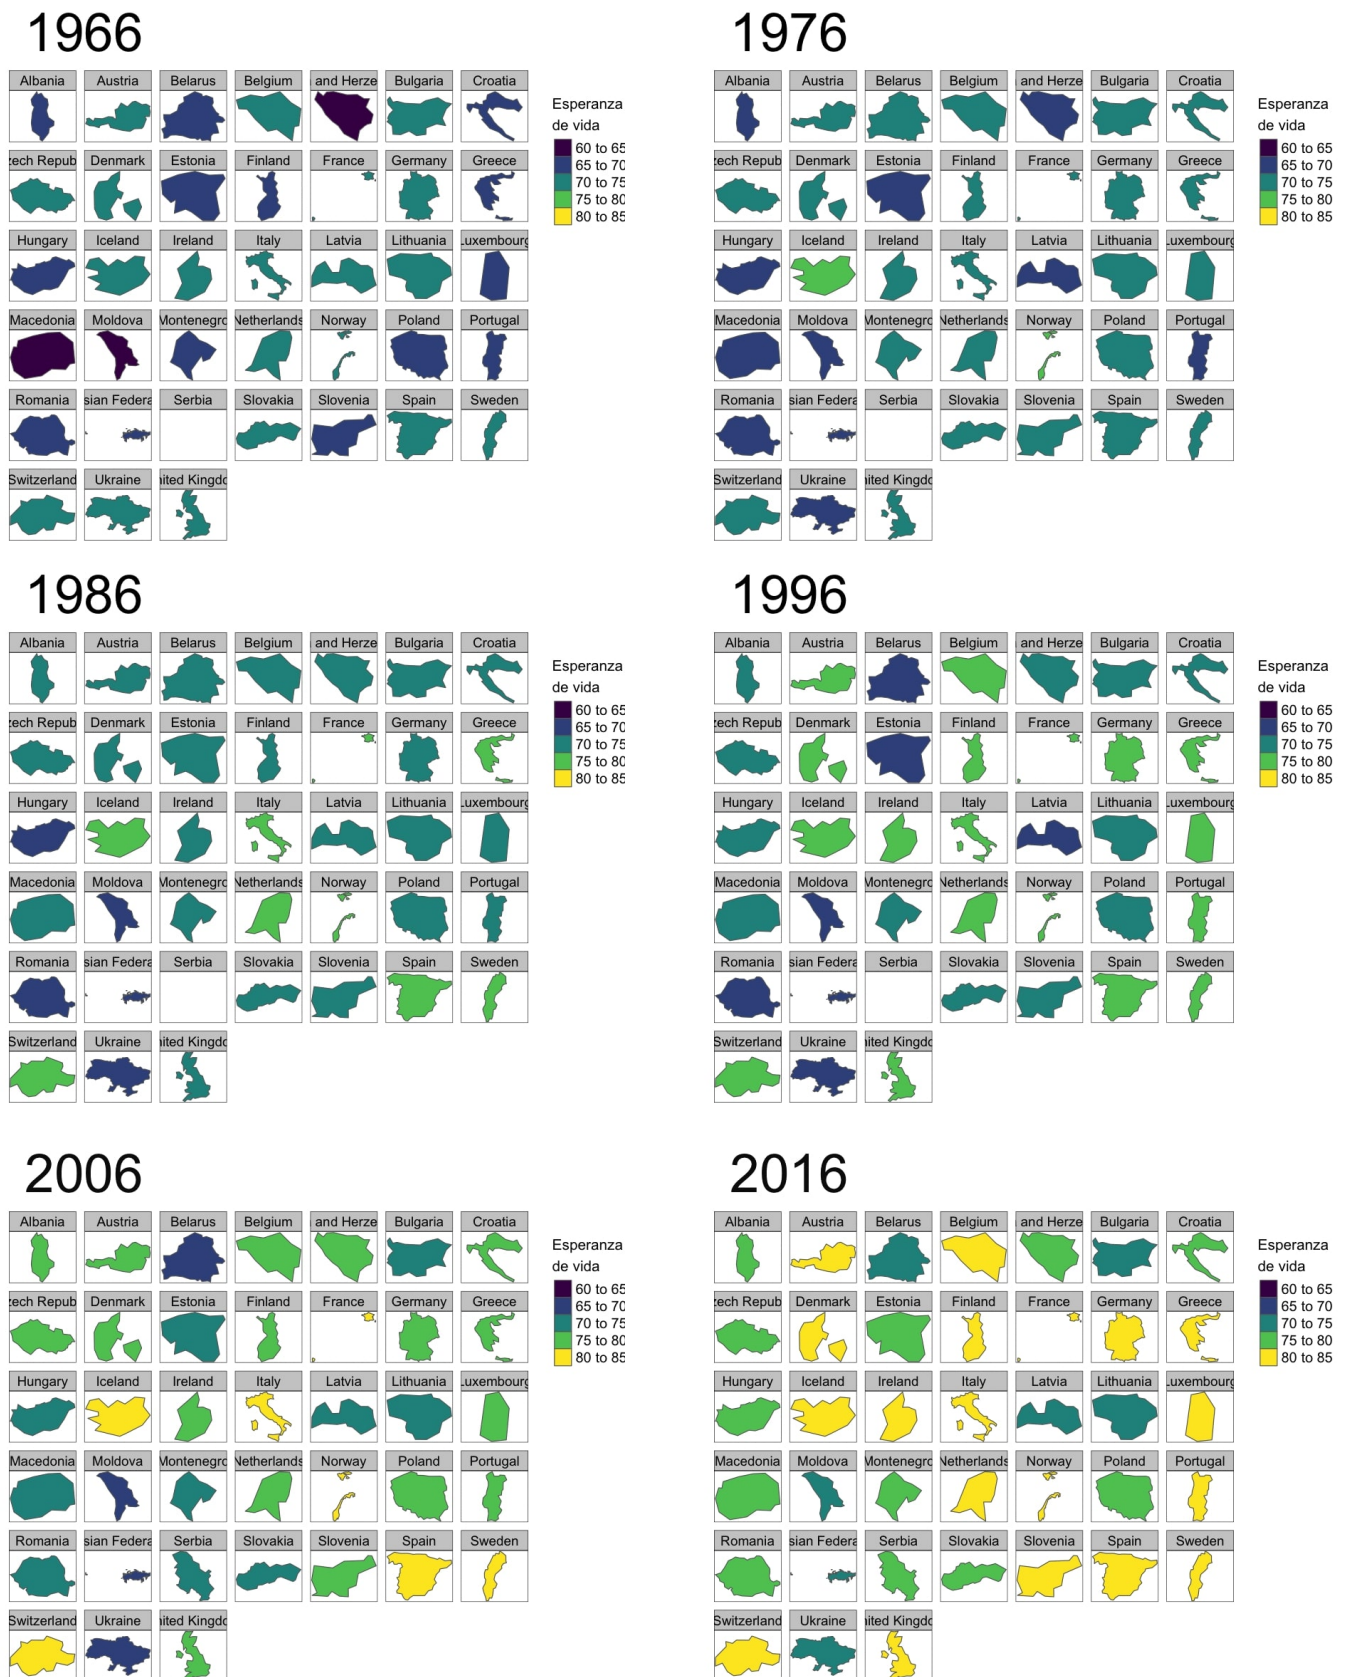 1966
Albania Austria Belarus Belgium and Herze Bulgaria Croatia
zech Repub Denmark Estonia Finland France Germany Greece
Hungary Iceland Ireland Italy Latvia Lithuania Luxembourg
Macedonia Moldova Montenegro Netherlands Norway Poland Portugal
Romania sian Federa Serbia Slovakia Slovenia Spain Sweden
Switzerland Ukraine nited Kingdo
Esperanza
de vida
60 to 65
65 to 70
70 to 75
75 to 80
80 to 85
1976
Albania Austria Belarus Belgium and Herze Bulgaria Croatia
zech Repub Denmark Estonia Finland France Germany Greece
Hungary Iceland Ireland Italy Latvia Lithuania Luxembourg
Macedonia Moldova Montenegro Netherlands Norway Poland Portugal
Romania sian Federa Serbia Slovakia Slovenia Spain Sweden
Switzerland Ukraine nited Kingdo
Esperanza
de vida
60 to 65
65 to 70
70 to 75
75 to 80
80 to 85
1986
Albania Austria Belarus Belgium and Herze Bulgaria Croatia
zech Repub Denmark Estonia Finland France Germany Greece
Hungary Iceland Ireland Italy Latvia Lithuania Luxembourg
Macedonia Moldova Montenegro Netherlands Norway Poland Portugal
Romania sian Federa Serbia Slovakia Slovenia Spain Sweden
Switzerland Ukraine nited Kingdo
Esperanza
de vida
60 to 65
65 to 70
70 to 75
75 to 80
80 to 85
1996
Albania Austria Belarus Belgium and Herze Bulgaria Croatia
zech Repub Denmark Estonia Finland France Germany Greece
Hungary Iceland Ireland Italy Latvia Lithuania Luxembourg
Macedonia Moldova Montenegro Netherlands Norway Poland Portugal
Romania sian Federa Serbia Slovakia Slovenia Spain Sweden
Switzerland Ukraine nited Kingdo
Esperanza
de vida
60 to 65
65 to 70
70 to 75
75 to 80
80 to 85
2006
Albania Austria Belarus Belgium and Herze Bulgaria Croatia
zech Repub Denmark Estonia Finland France Germany Greece
Hungary Iceland Ireland Italy Latvia Lithuania Luxembourg
Macedonia Moldova Montenegro Netherlands Norway Poland Portugal
Romania sian Federa Serbia Slovakia Slovenia Spain Sweden
Switzerland Ukraine nited Kingdo
Esperanza
de vida
60 to 65
65 to 70
70 to 75
75 to 80
80 to 85
2016
Albania Austria Belarus Belgium and Herze Bulgaria Croatia
zech Repub Denmark Estonia Finland France Germany Greece
Hungary Iceland Ireland Italy Latvia Lithuania Luxembourg
Macedonia Moldova Montenegro Netherlands Norway Poland Portugal
Romania sian Federa Serbia Slovakia Slovenia Spain Sweden
Switzerland Ukraine nited Kingdo
Esperanza
de vida
60 to 65
65 to 70
70 to 75
75 to 80
80 to 85